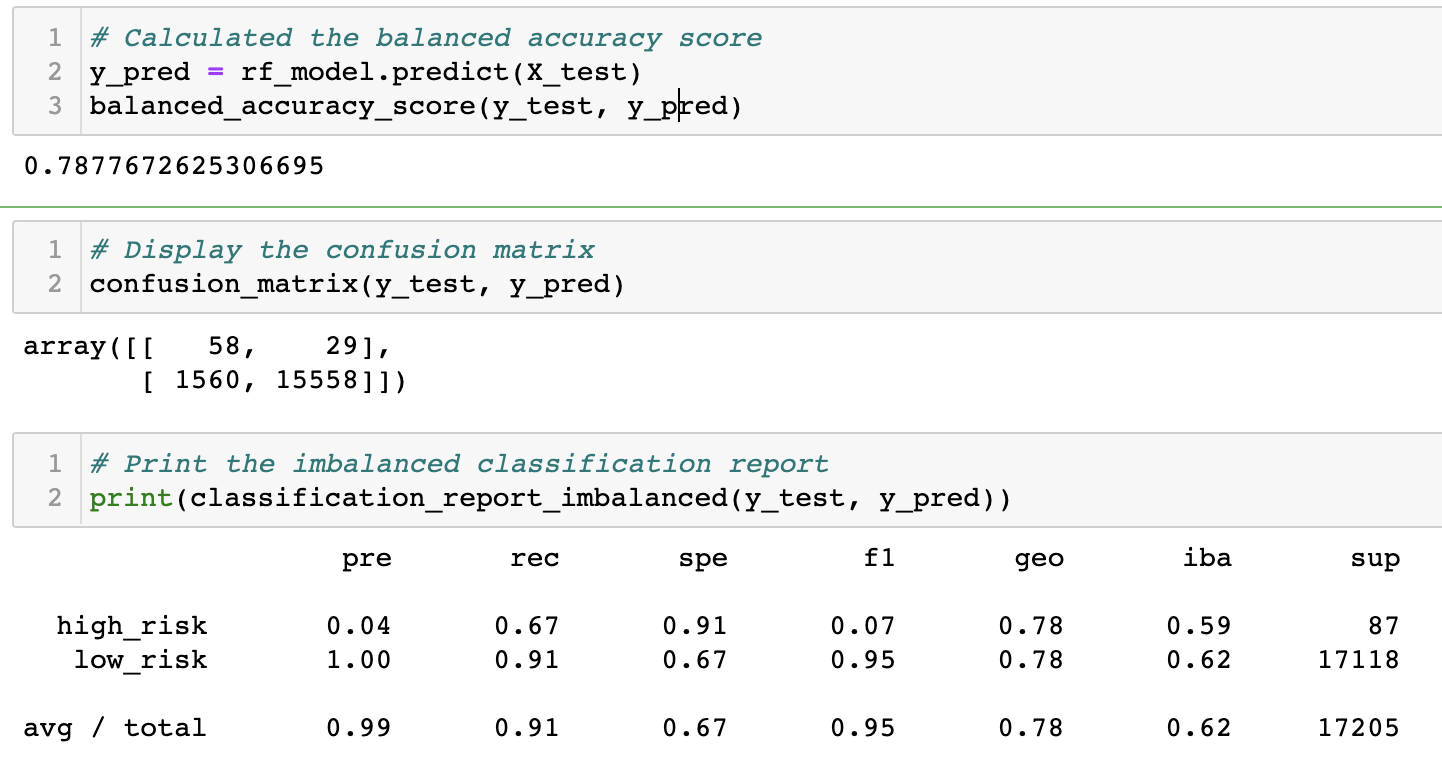 1 # Calculated the balanced accuracy score
2 y_pred = rf_model.predict(X_test)
3 balanced_accuracy_score(y_test, y_pred)
0.7877672625306695
1 # Display the confusion matrix
2 confusion_matrix(y_test, y_pred)
array([[   58,    29],
       [ 1560, 15558]])
1 # Print the imbalanced classification report
2 print(classification_report_imbalanced(y_test, y_pred))
pre rec spe f1 geo iba sup
high_risk 0.04 0.67 0.91 0.07 0.78 0.59 87
low_risk 1.00 0.91 0.67 0.95 0.78 0.62 17118
avg / total 0.99 0.91 0.67 0.95 0.78 0.62 17205